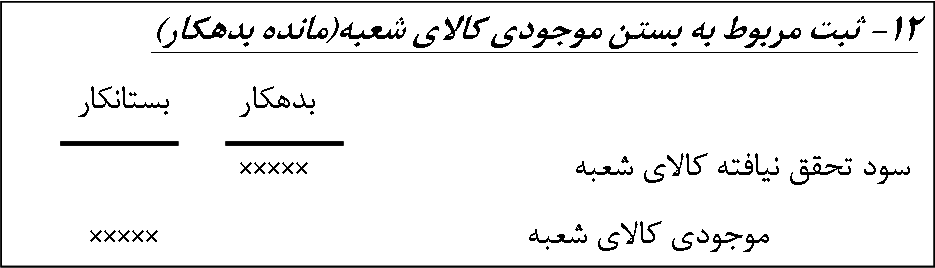 ۱۲- ثبت مربوط به بستن موجودی کالای شعبه(مانده بدهکار)
بدهکار بستانکار
سود تحقق نیافته کالای شعبه ×××××
موجودی کالای شعبه ×××××